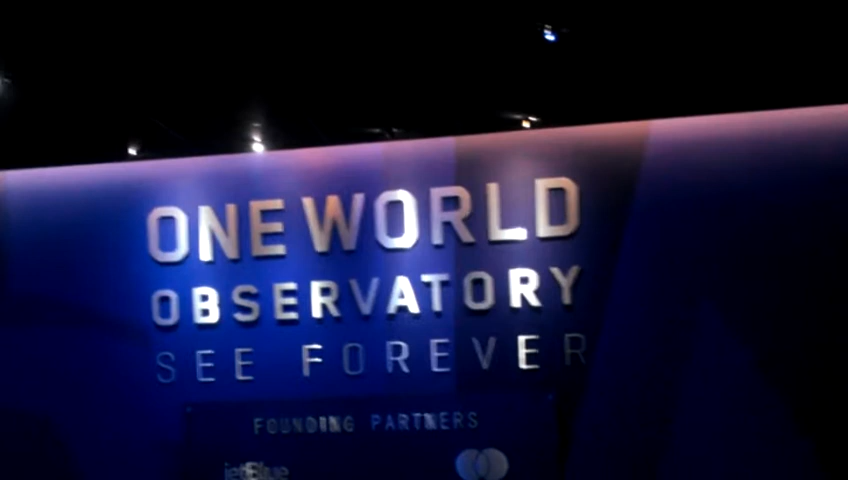 ONE WORLD
OBSERVATORY
SEE FOREVER
FOUNDING PARTNERS
jetBlue